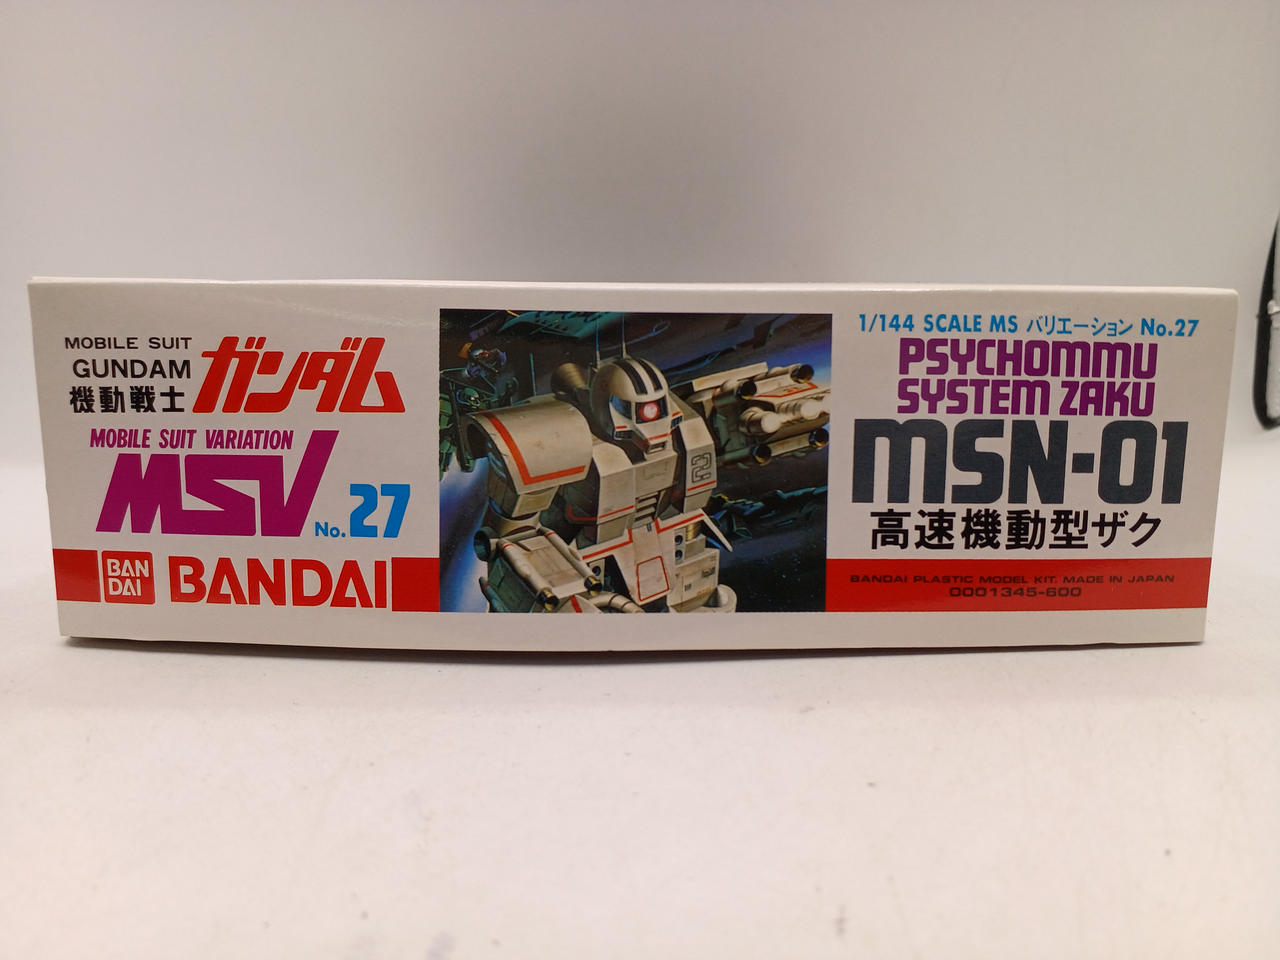 MOBILE SUIT
GUNDAM
機動戦士
ガンダム
MOBILE SUIT VARIATION
MSV
No.27
BAN
DAI
BANDAI
2
1/144 SCALE MS バリエーション No.27
PSYCHOMMU
SYSTEM ZAKU
MSN-01
高速機動型ザク
BANDAI PLASTIC MODEL KIT. MADE IN JAPAN
0001345-600